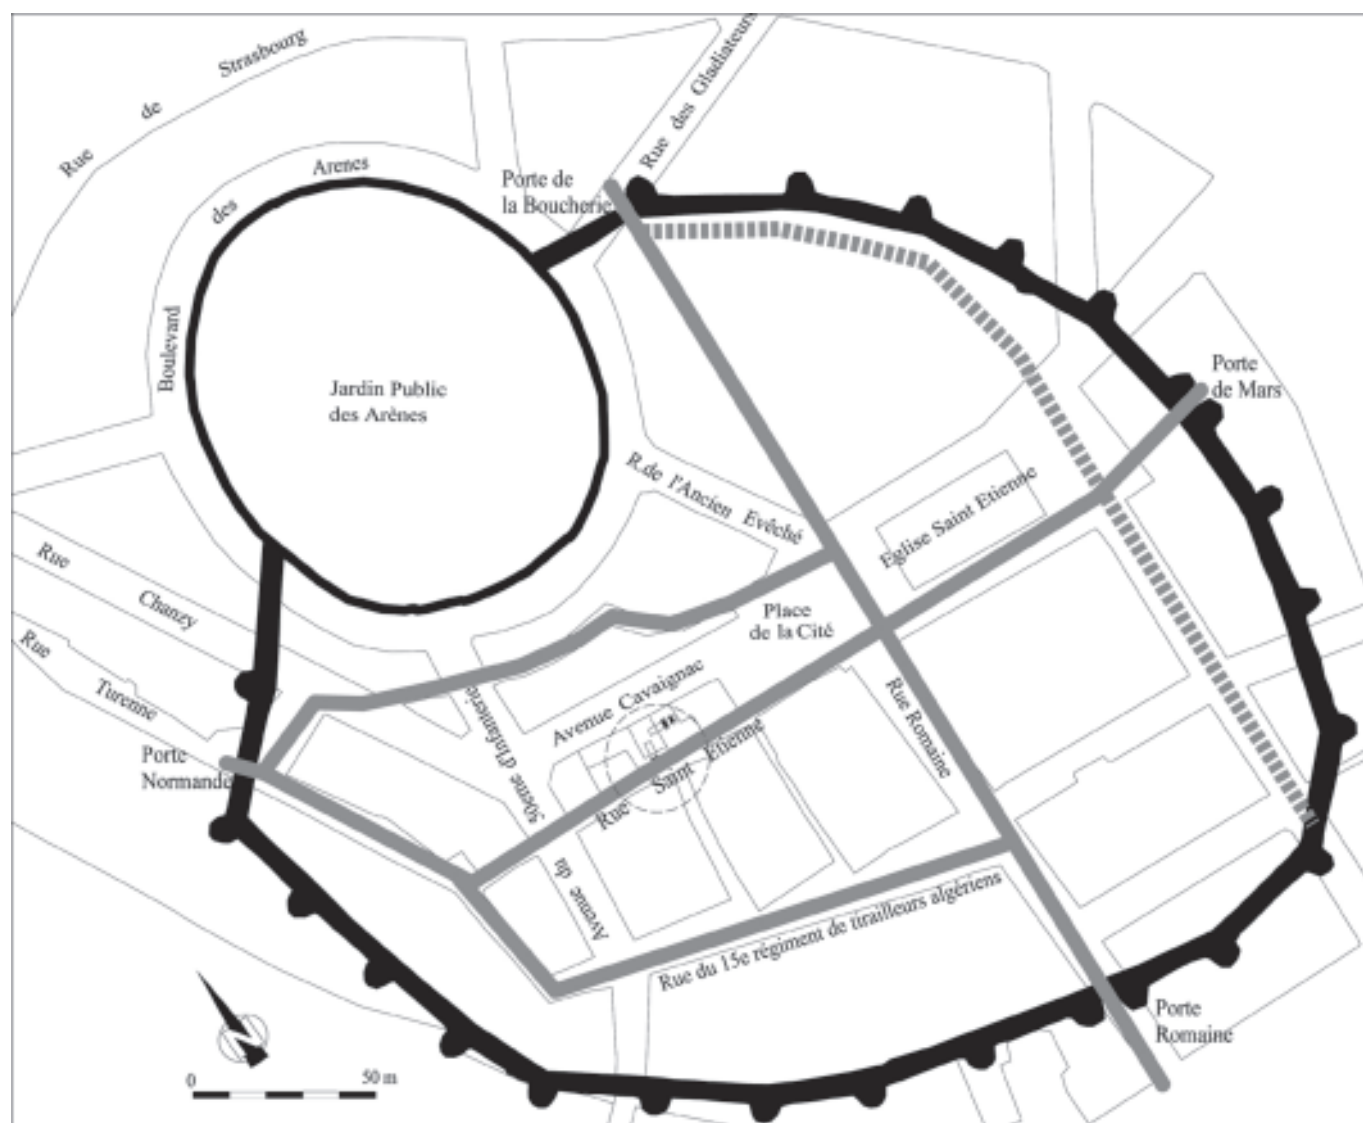 Rue de Strasbourg
Rue des Gladiateurs
Boulevard des Arenes
Porte de
la Boucherie
Porte
de Mars
Jardin Public
des Arènes
R.de l'Ancien Evêché
Eglise Saint Etienne
Rue Chanzy
Place
de la Cité
Rue Turenne
Avenue Cavaignac
Rue Romaine
Porte
Normande
Rue Saint Etienne
Avenue du 50eme d'Infanterie
Rue du 15e régiment de tirailleurs algériens
Porte
Romaine
N
0 50 m